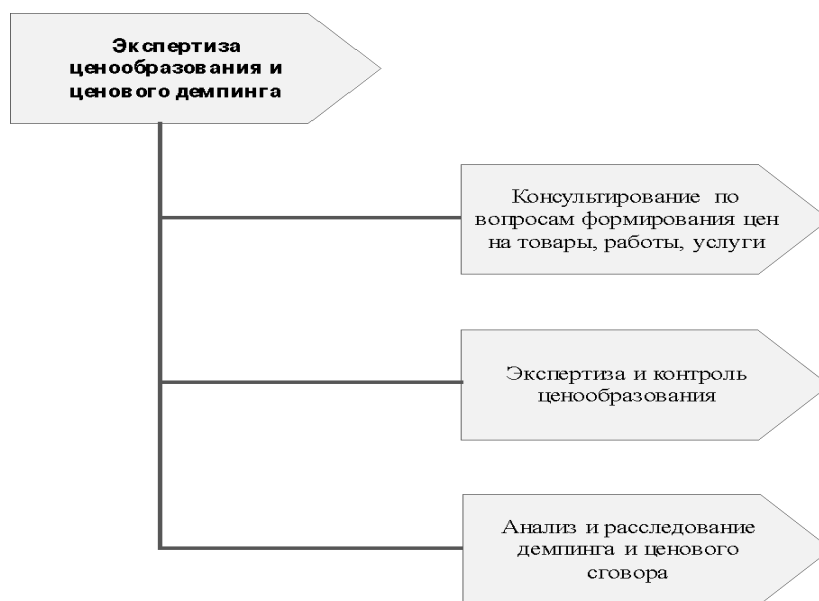 Экспертиза
ценообразования и
ценового демпинга
Консультирование по
вопросам формирования цен
на товары, работы, услуги
Экспертиза и контроль
ценообразования
Анализ и расследование
демпинга и ценового
сговора